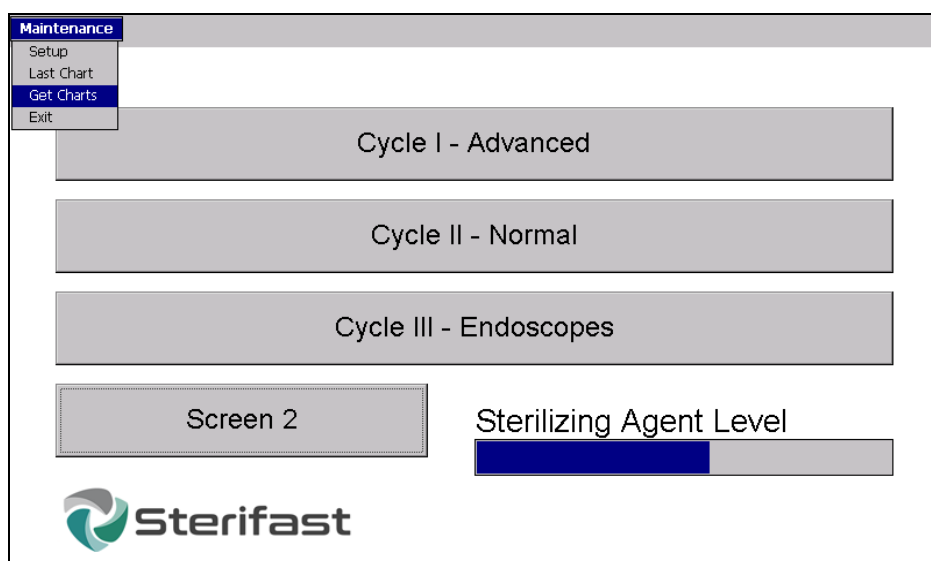 Maintenance
Setup
Last Chart
Get Charts
Exit
Cycle I - Advanced
Cycle II - Normal
Cycle III - Endoscopes
Screen 2
Sterilizing Agent Level
Sterifast